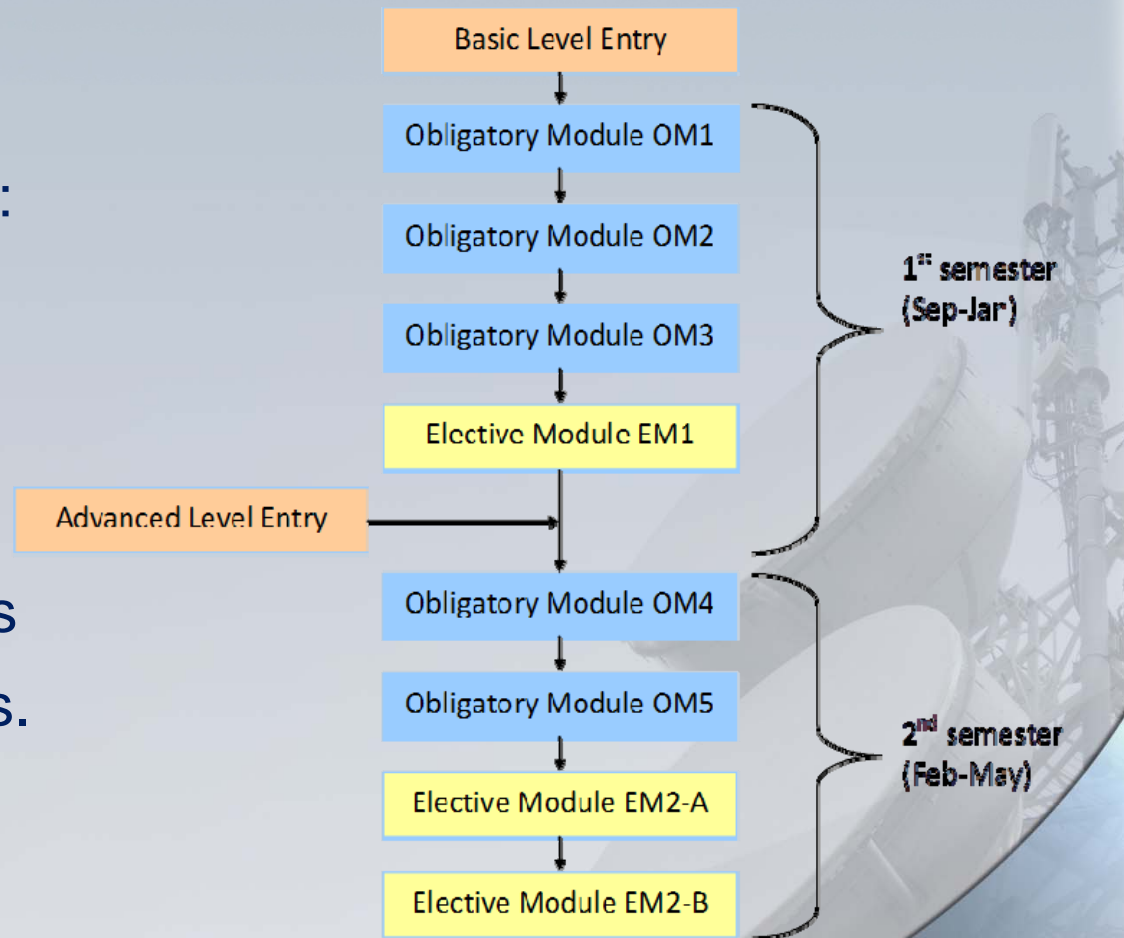 Basic Level Entry
Obligatory Module OM1
:
Obligatory Module OM2
1st semester
(Sep-Jan)
Obligatory Module OM3
Elective Module EM1
Advanced Level Entry
Obligatory Module OM4
s
Obligatory Module OM5
s.
2nd semester
(Feb-May)
Elective Module EM2-A
Elective Module EM2-B